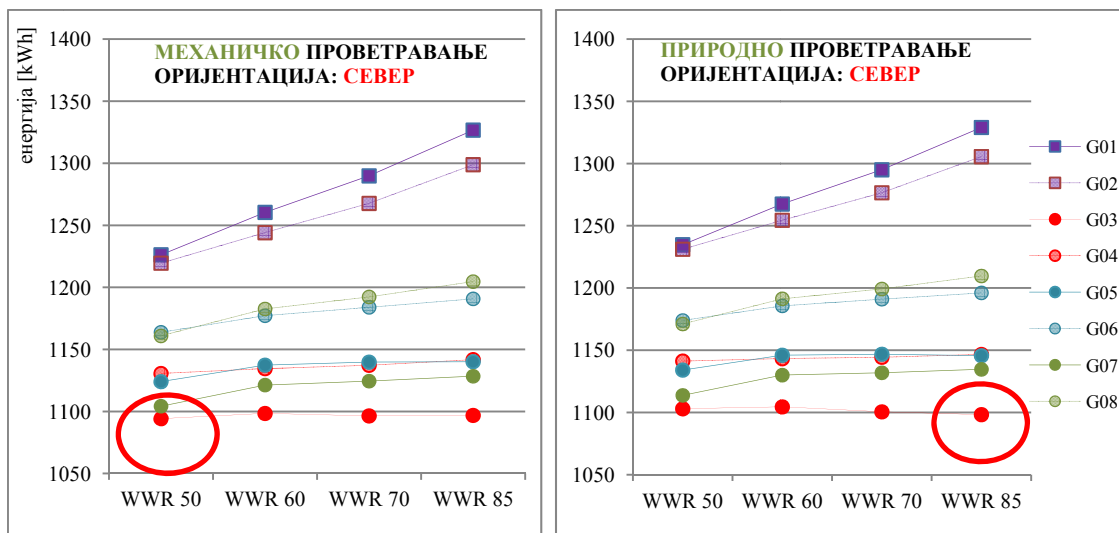 енергија [kWh]
МЕХАНИЧКО ПРОВЕТРАВАЊЕ
ОРИЈЕНТАЦИЈА: СЕВЕР
1400
1350
1300
1250
1200
1150
1100
1050
WWR 50 WWR 60 WWR 70 WWR 85
ПРИРОДНО ПРОВЕТРАВАЊЕ
ОРИЈЕНТАЦИЈА: СЕВЕР
1400
1350
1300
1250
1200
1150
1100
1050
WWR 50 WWR 60 WWR 70 WWR 85
G01
G02
G03
G04
G05
G06
G07
G08